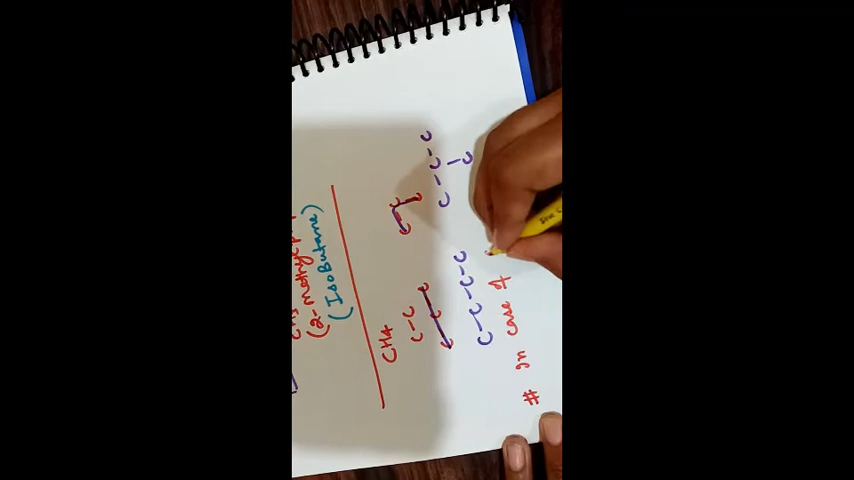 (2-methyl
(IsoButane)
CH4
C-C
C-C-C
C-C-C
C-C-C-C
C-C-C
C
# In case of